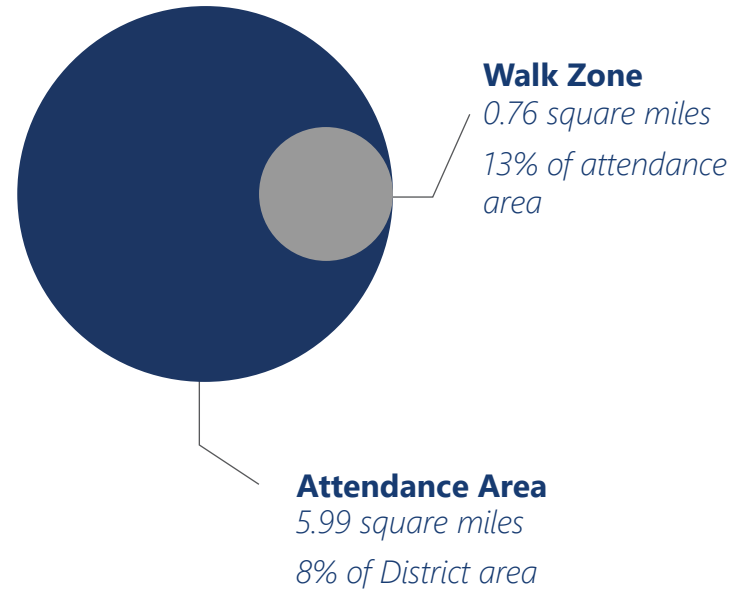 Walk Zone
0.76 square miles
13% of attendance
area
Attendance Area
5.99 square miles
8% of District area